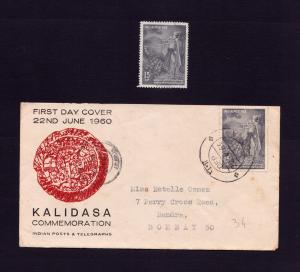 15
FIRST DAY COVER
22ND JUNE 1960
KALIDASA
COMMEMORATION
INDIAN POSTS & TELEGRAPHS
Miss Estelle
7 Perry Cross Road,
Bandra,
BOMBAY 50